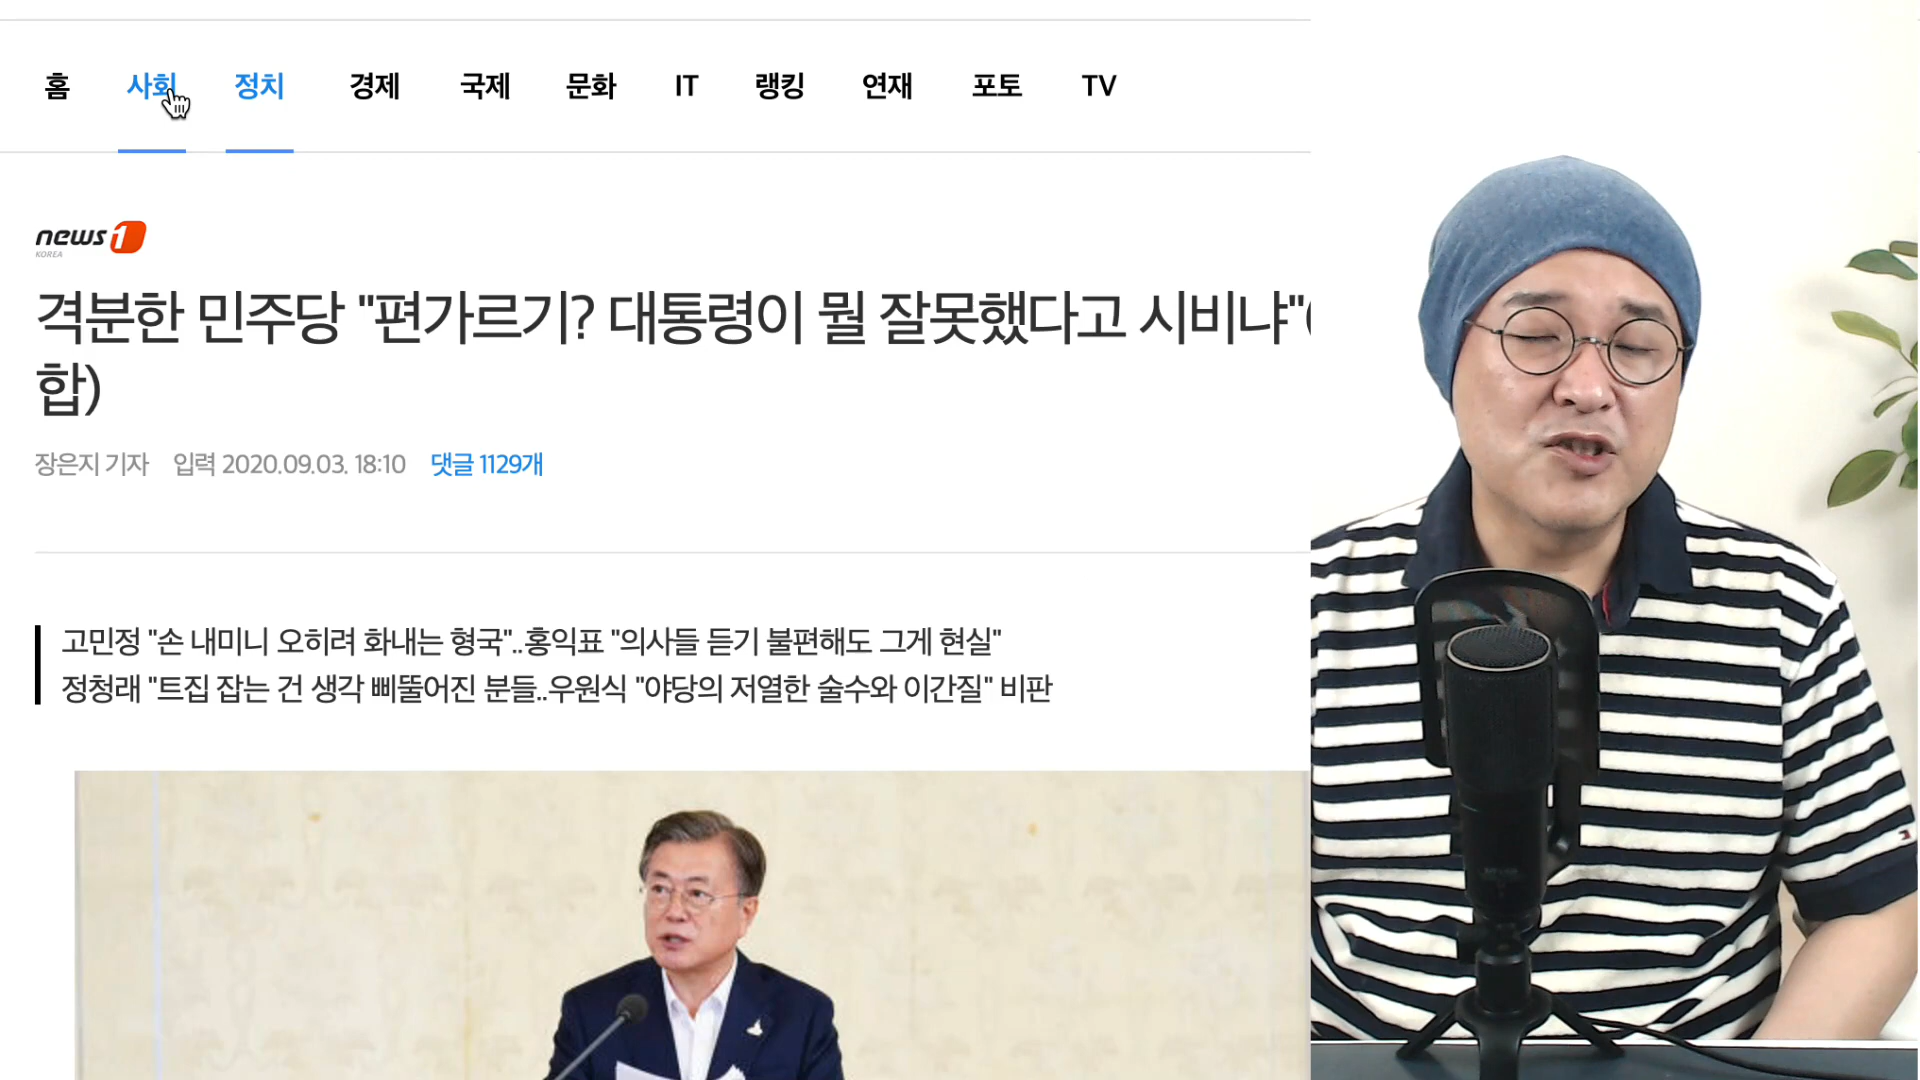 홈 사회 정치 경제 국제 문화 IT 랭킹 연재 포토 TV
news1
KOREA
격분한 민주당 "편가르기? 대통령이 뭘 잘못했다고 시비냐"(
합)
장은지 기자 입력 2020.09.03. 18:10 댓글 1129개
고민정 "손 내미니 오히려 화내는 형국"..홍익표 "의사들 듣기 불편해도 그게 현실"
정청래 "트집 잡는 건 생각 삐뚤어진 분들..우원식 "야당의 저열한 술수와 이간질" 비판